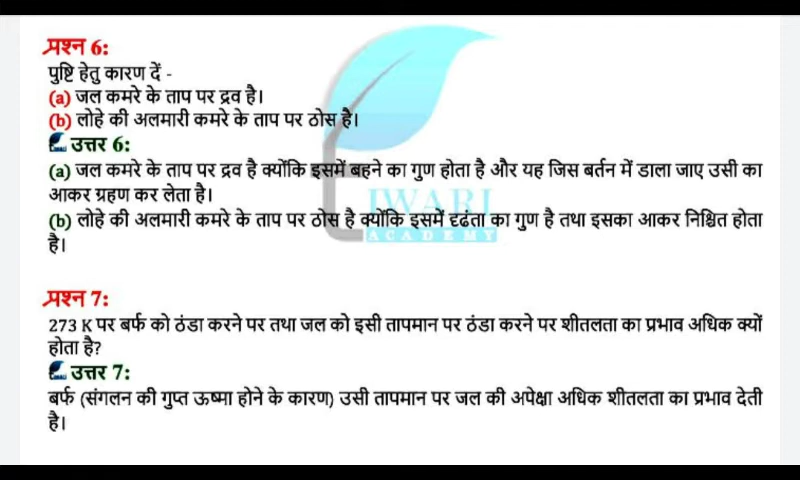 प्रश्न 6:
पुष्टि हेतु कारण दें -
(a) जल कमरे के ताप पर द्रव है।
(b) लोहे की अलमारी कमरे के ताप पर ठोस है।
उत्तर 6:
(a) जल कमरे के ताप पर द्रव है क्योंकि इसमें बहने का गुण होता है और यह जिस बर्तन में डाला जाए उसी का
आकर ग्रहण कर लेता है।
IWARI
(b) लोहे की अलमारी कमरे के ताप पर ठोस है क्योंकि इसमें दृढंता का गुण है तथा इसका आकर निश्चित होता
ACADEMY
है।
प्रश्न 7:
273 K पर बर्फ को ठंडा करने पर तथा जल को इसी तापमान पर ठंडा करने पर शीतलता का प्रभाव अधिक क्यों
होता है?
उत्तर 7:
बर्फ (संगलन की गुप्त ऊष्मा होने के कारण) उसी तापमान पर जल की अपेक्षा अधिक शीतलता का प्रभाव देती
है।